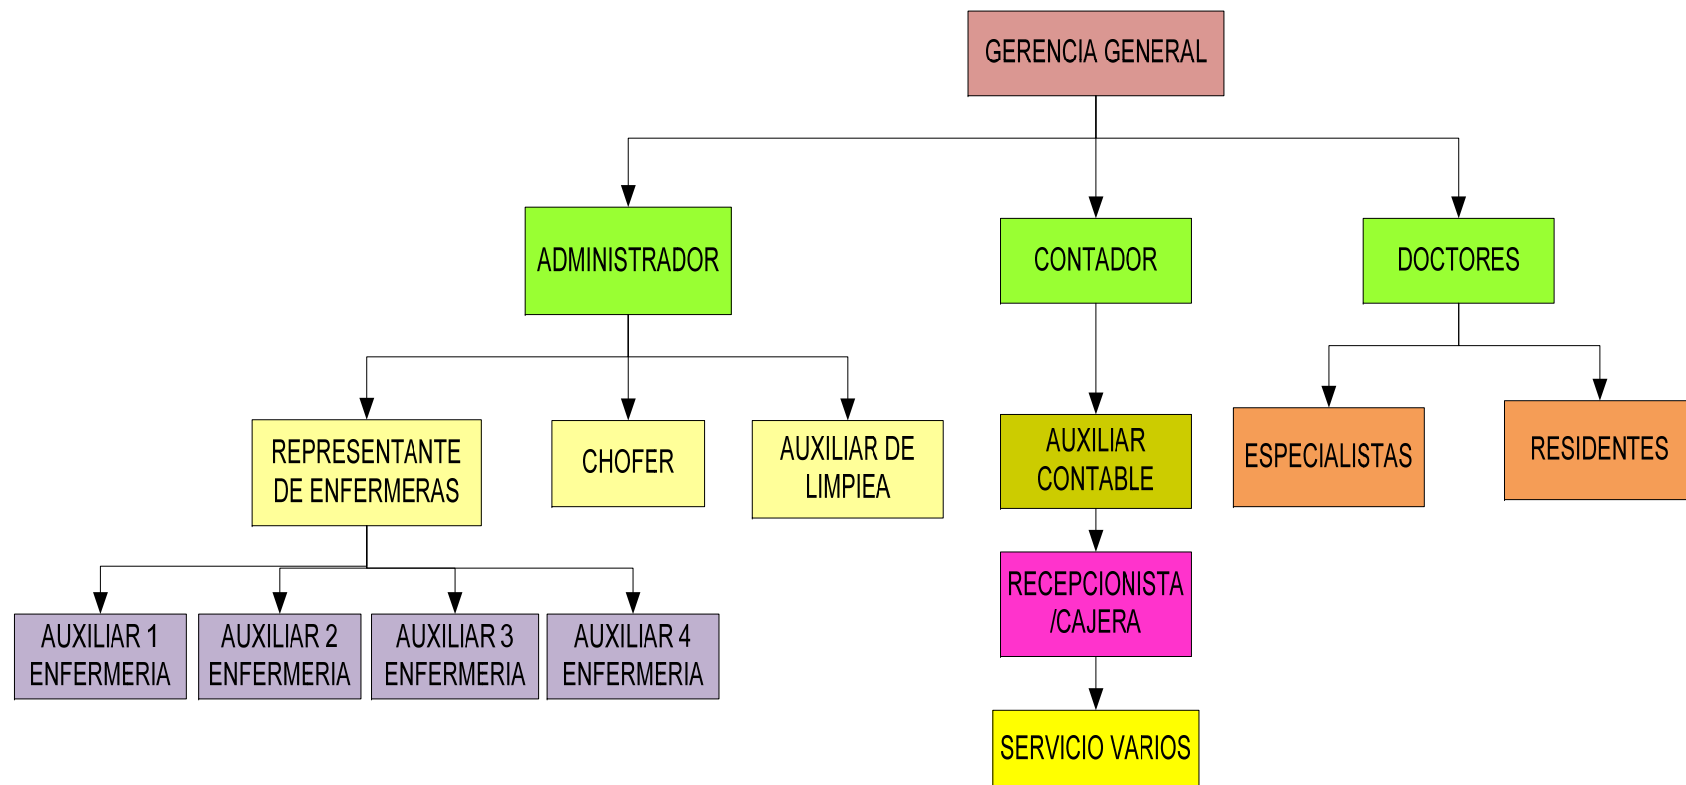 GERENCIA GENERAL
ADMINISTRADOR
CONTADOR
DOCTORES
REPRESENTANTE
DE ENFERMERAS
CHOFER
AUXILIAR DE
LIMPIEA
AUXILIAR
CONTABLE
ESPECIALISTAS
RESIDENTES
RECEPCIONISTA
/CAJERA
AUXILIAR 1
ENFERMERIA
AUXILIAR 2
ENFERMERIA
AUXILIAR 3
ENFERMERIA
AUXILIAR 4
ENFERMERIA
SERVICIO VARIOS